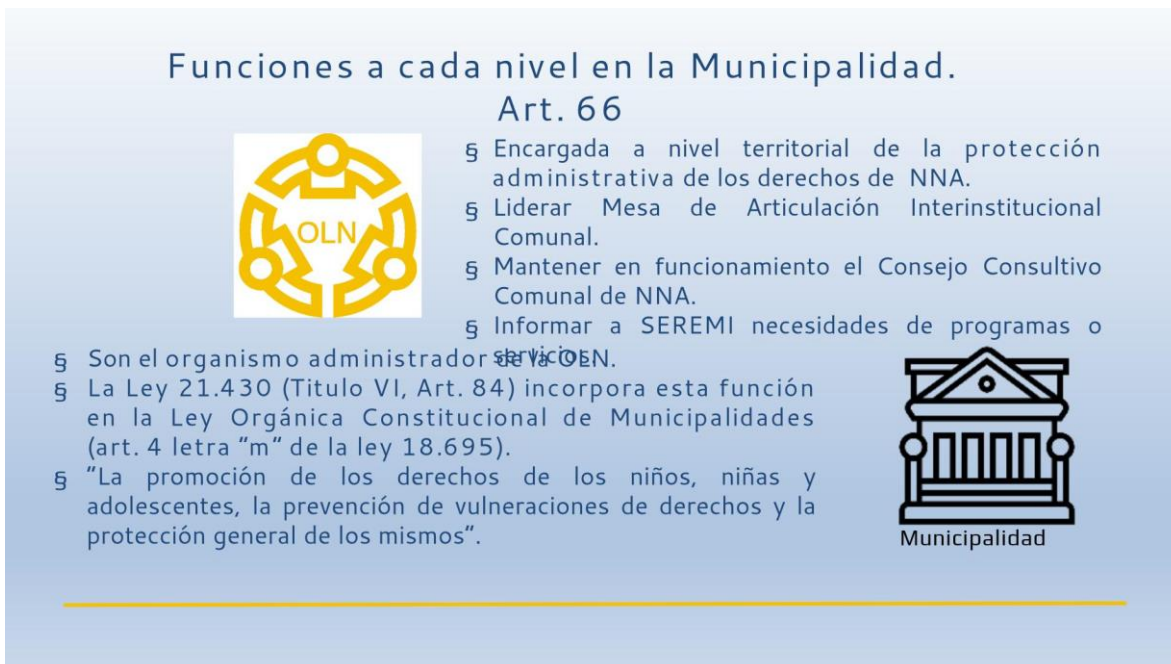 Funciones a cada nivel en la Municipalidad.
Art. 66
OLN
§ Encargada a nivel territorial de la protección
administrativa de los derechos de NNA.
§ Liderar Mesa de Articulación Interinstitucional
Comunal.
§ Mantener en funcionamiento el Consejo Consultivo
Comunal de NNA.
§ Informar a SEREMI necesidades de programas o
servicios.
§ Son el organismo administrador de la OLN.
§ La Ley 21.430 (Titulo VI, Art. 84) incorpora esta función
en la Ley Orgánica Constitucional de Municipalidades
(art. 4 letra “m” de la ley 18.695).
§ “La promoción de los derechos de los niños, niñas y
adolescentes, la prevención de vulneraciones de derechos y la
protección general de los mismos”.
Municipalidad